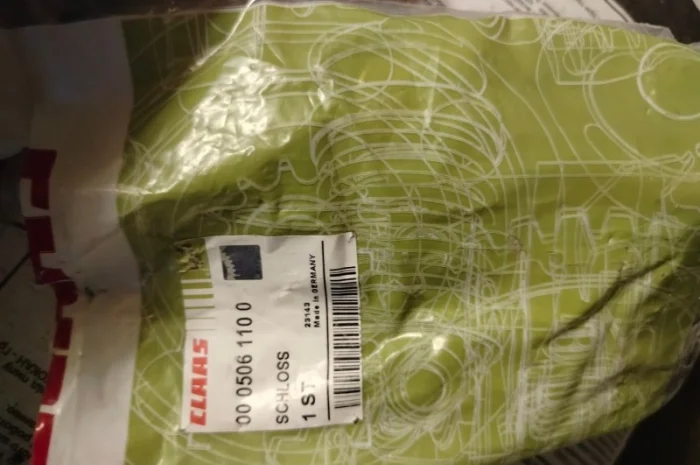 CLAAS
00 0506 110 0
SCHLOSS
1 ST
23143
Made in GERMANY